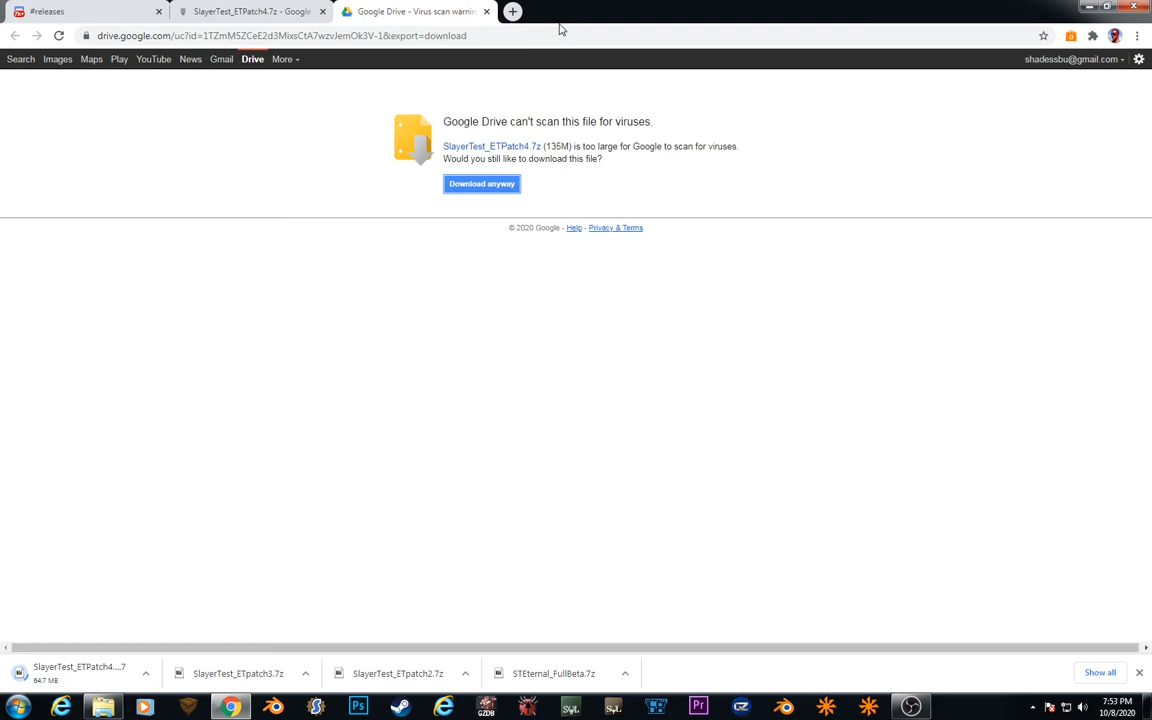 #releases
SlayerTest_ETPatch4.7z - Google
Google Drive - Virus scan warnin
drive.google.com/uc?id=1TZmM5ZCeE2d3MixsCtA7wzvJemOk3V-1&export=download
Search Images Maps Play YouTube News Gmail Drive More
shadessbu@gmail.com
Google Drive can't scan this file for viruses.
SlayerTest_ETPatch4.7z (135M) is too large for Google to scan for viruses.
Would you still like to download this file?
Download anyway
© 2020 Google - Help - Privacy & Terms
SlayerTest_ETPatch4....7
64.7 MB
SlayerTest_ETpatch3.7z
SlayerTest_ETpatch2.7z
STEternal_FullBeta.7z
Show all
Ps
GZDB
Pr
7:53 PM
10/8/2020